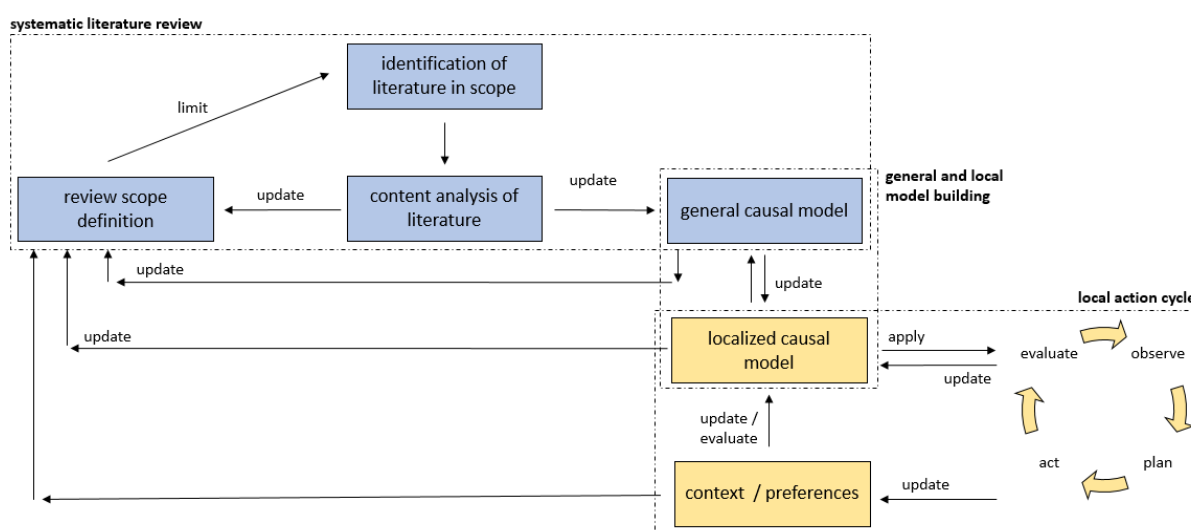 systematic literature review
identification of
literature in scope
limit
review scope
definition
update
content analysis of
literature
update
general causal model
general and local
model building
update
update
local action cycle
update
localized causal
model
apply
update
evaluate
observe
act
plan
update /
evaluate
context / preferences
update